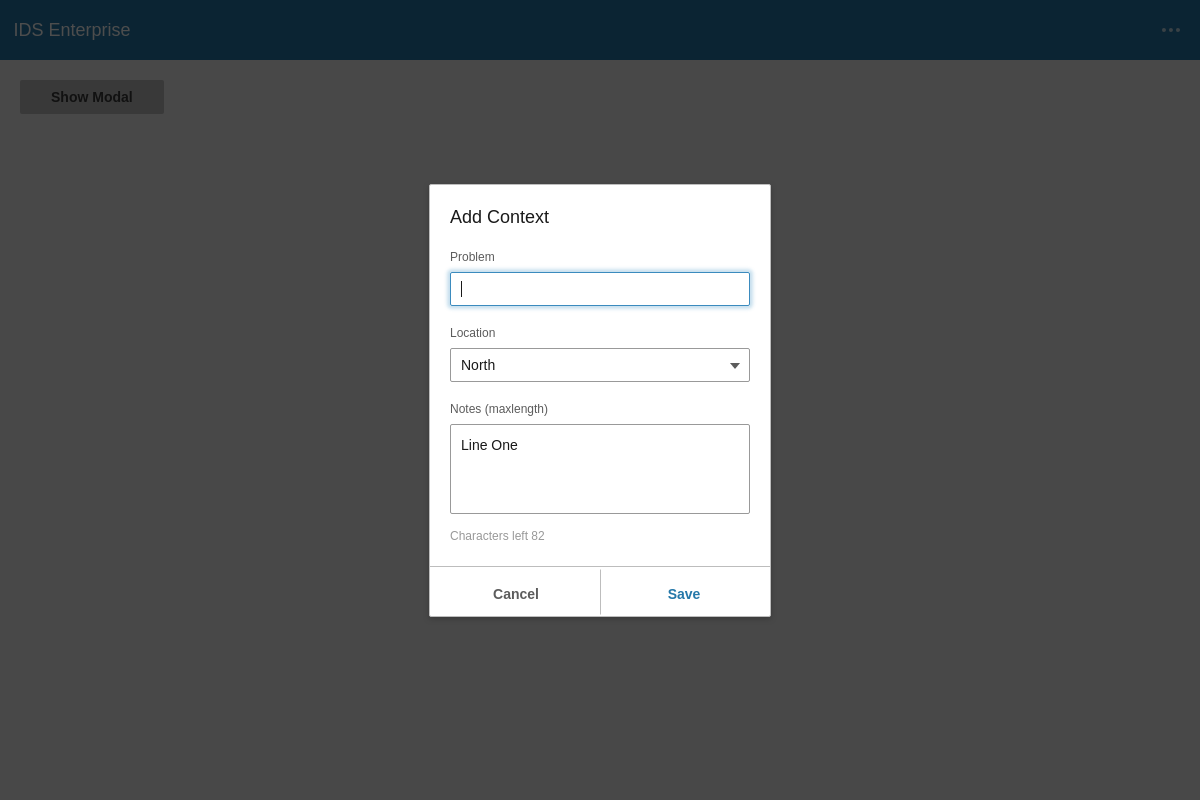 IDS Enterprise
Show Modal
Add Context
Problem
Location
North
Notes (maxlength)
Line One
Characters left 82
Cancel
Save